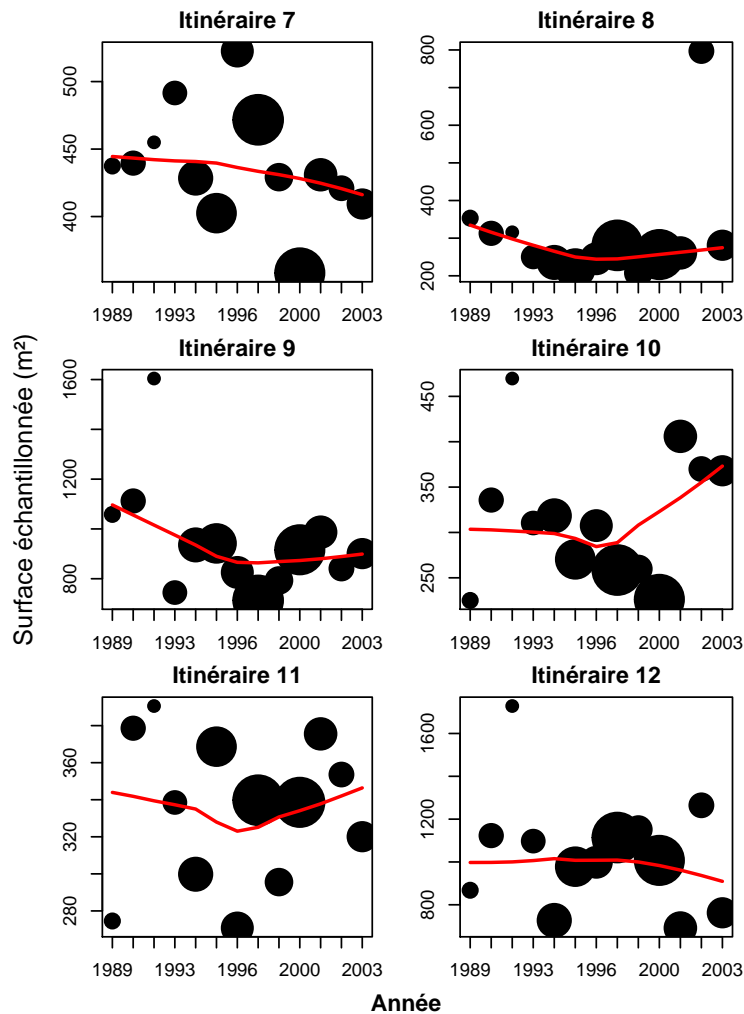 Itinéraire 7
Itinéraire 8
500
450
400
800
600
400
200
1989 1993 1996 2000 2003
1989 1993 1996 2000 2003
Itinéraire 9
Itinéraire 10
1600
1200
800
450
350
250
1989 1993 1996 2000 2003
1989 1993 1996 2000 2003
Itinéraire 11
Itinéraire 12
360
320
280
1600
1200
800
1989 1993 1996 2000 2003
1989 1993 1996 2000 2003
Surface échantillonnée (m²)
Année